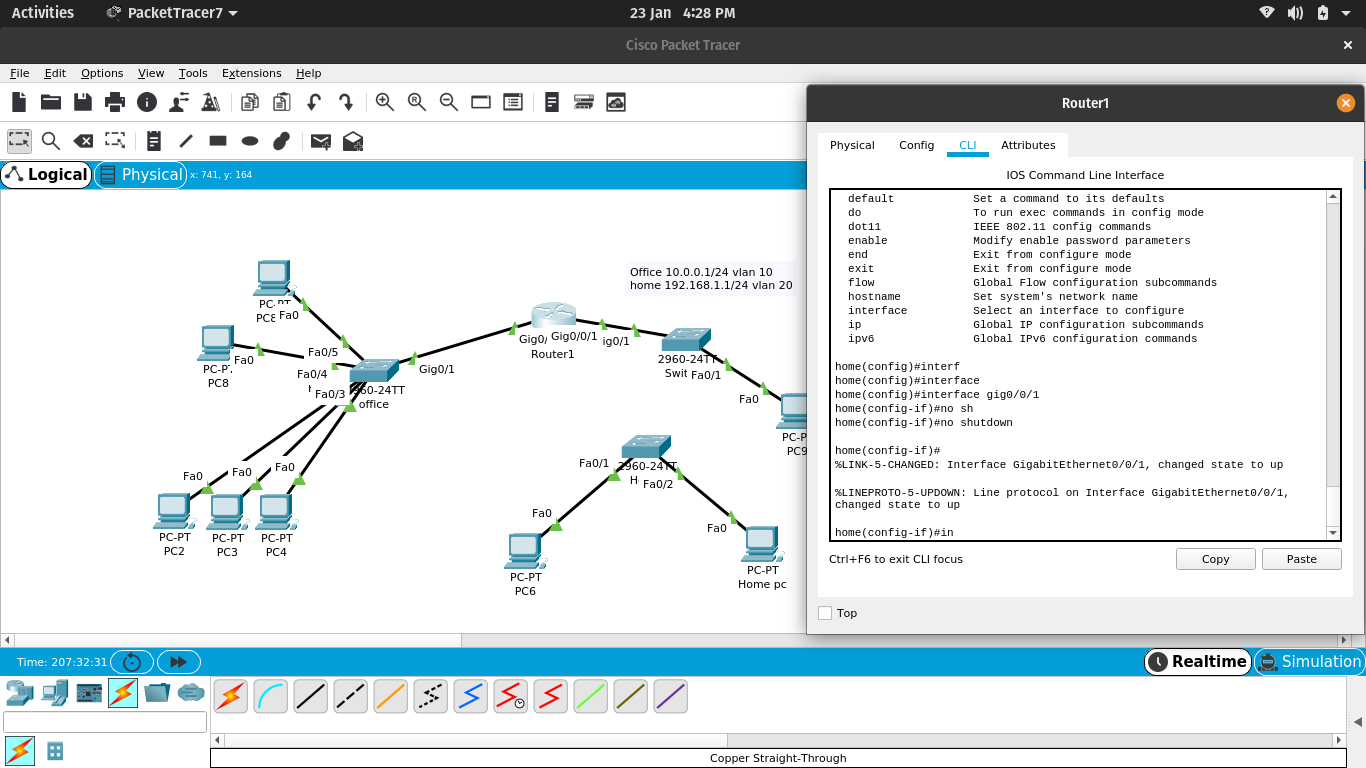 Activities
PacketTracer7
23 Jan 4:28 PM
Cisco Packet Tracer
File Edit Options View Tools Extensions Help
Logical
Physical
x: 741, y: 164
Office 10.0.0.1/24 vlan 10
home 192.168.1.1/24 vlan 20
Fa0
Fa0
PC8
Fa0/5
Fa0/4
Fa0/3
Gig0/1
office
Gig0/
Gig0/0/1
ig0/1
Router1
2960-24TT
Swit
Fa0/1
Fa0
Fa0
Fa0
Fa0
PC-PT
PC2
PC-PT
PC3
PC-PT
PC4
Fa0/1
2960-24TT
Fa0/2
Fa0
PC-PT
PC6
Fa0
PC-PT
Home pc
PC9
Router1
Physical Config CLI Attributes
IOS Command Line Interface
default Set a command to its defaults
do To run exec commands in config mode
dot11 IEEE 802.11 config commands
enable Modify enable password parameters
end Exit from configure mode
exit Exit from configure mode
flow Global Flow configuration subcommands
hostname Set system's network name
interface Select an interface to configure
ip Global IP configuration subcommands
ipv6 Global IPv6 configuration commands
home(config)#interf
home(config)#interface
home(config)#interface gig0/0/1
home(config-if)#no sh
home(config-if)#no shutdown
home(config-if)#
%LINK-5-CHANGED: Interface GigabitEthernet0/0/1, changed state to up
%LINEPROTO-5-UPDOWN: Line protocol on Interface GigabitEthernet0/0/1,
changed state to up
home(config-if)#in
Ctrl+F6 to exit CLI focus
Copy
Paste
Top
Time: 207:32:31
Realtime
Simulation
Copper Straight-Through